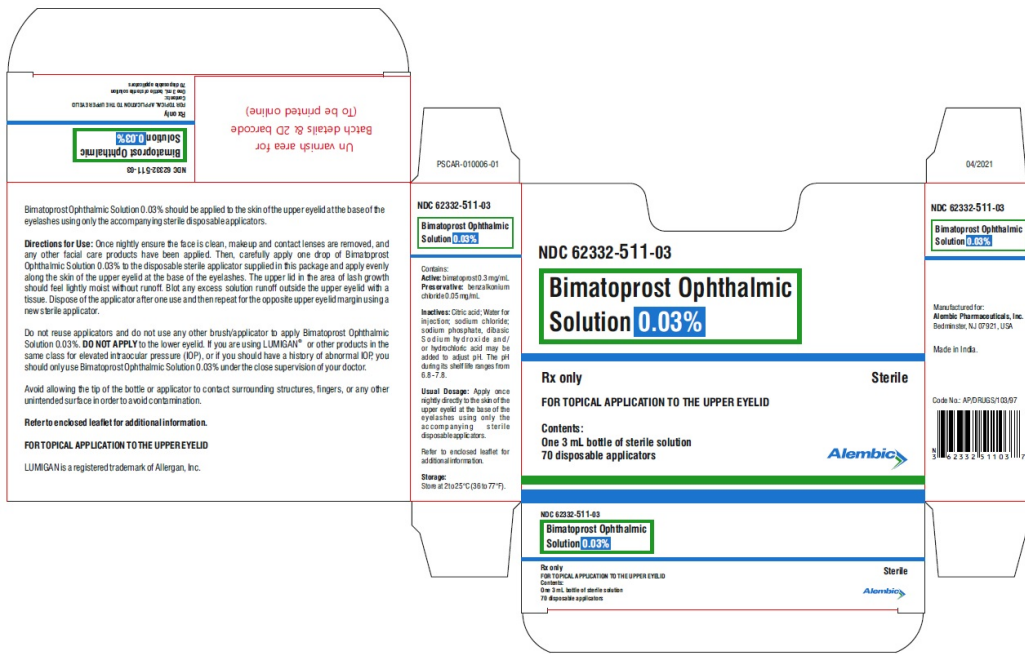 One 3 mL bottle of sterile solution
70 disposable applicators
Contents:
FOR TOPICAL APPLICATION TO THE UPPER EYELID
Rx only
Bimatoprost Ophthalmic
Solution 0.03%
NDC 62332-511-03
Un varnish area for
Batch details & 2D barcode
(To be printed online)
Bimatoprost Ophthalmic Solution 0.03% should be applied to the skin of the upper eyelid at the base of the
eyelashes using only the accompanying sterile disposable applicators.
Directions for Use: Once nightly ensure the face is clean, makeup and contact lenses are removed, and
any other facial care products have been applied. Then, carefully apply one drop of Bimatoprost
Ophthalmic Solution 0.03% to the disposable sterile applicator supplied in this package and apply evenly
along the skin of the upper eyelid at the base of the eyelashes. The upper lid in the area of lash growth
should feel lightly moist without runoff. Blot any excess solution runoff outside the upper eyelid with a
tissue. Dispose of the applicator after one use and then repeat for the opposite upper eyelid margin using a
new sterile applicator.
Do not reuse applicators and do not use any other brush/applicator to apply Bimatoprost Ophthalmic
Solution 0.03%. DO NOT APPLY to the lower eyelid. If you are using LUMIGAN® or other products in the
same class for elevated intraocular pressure (IOP), or if you should have a history of abnormal IOP, you
should only use Bimatoprost Ophthalmic Solution 0.03% under the close supervision of your doctor.
Avoid allowing the tip of the bottle or applicator to contact surrounding structures, fingers, or any other
unintended surface in order to avoid contamination.
Refer to enclosed leaflet for additional information.
FOR TOPICAL APPLICATION TO THE UPPER EYELID
LUMIGAN is a registered trademark of Allergan, Inc.
PSCAR-010006-01
NDC 62332-511-03
Bimatoprost Ophthalmic
Solution 0.03%
Contains:
Active: bimatoprost 0.3 mg/mL
Preservative: benzalkonium
chloride 0.05 mg/mL
Inactives: Citric acid; Water for
injection; sodium chloride;
sodium phosphate, dibasic
Sodium hydroxide and/
or hydrochloric acid may be
added to adjust pH. The pH
during its shelf life ranges from
6.8 - 7.8.
Usual Dosage: Apply once
nightly directly to the skin of the
upper eyelid at the base of the
eyelashes using only the
accompanying sterile
disposable applicators.
Refer to enclosed leaflet for
additional information.
Storage:
Store at 2 to 25°C (36 to 77°F).
NDC 62332-511-03
Bimatoprost Ophthalmic
Solution 0.03%
Rx only Sterile
FOR TOPICAL APPLICATION TO THE UPPER EYELID
Contents:
One 3 mL bottle of sterile solution
70 disposable applicators
Alembic
NDC 62332-511-03
Bimatoprost Ophthalmic
Solution 0.03%
Rx only Sterile
FOR TOPICAL APPLICATION TO THE UPPER EYELID
Contents:
One 3 mL bottle of sterile solution
70 disposable applicators
Alembic
04/2021
NDC 62332-511-03
Bimatoprost Ophthalmic
Solution 0.03%
Manufactured for:
Alembic Pharmaceuticals, Inc.
Bedminster, NJ 07921, USA
Made in India.
Code No.: AP/DRUGS/103/97
N
3 62332 51103 7